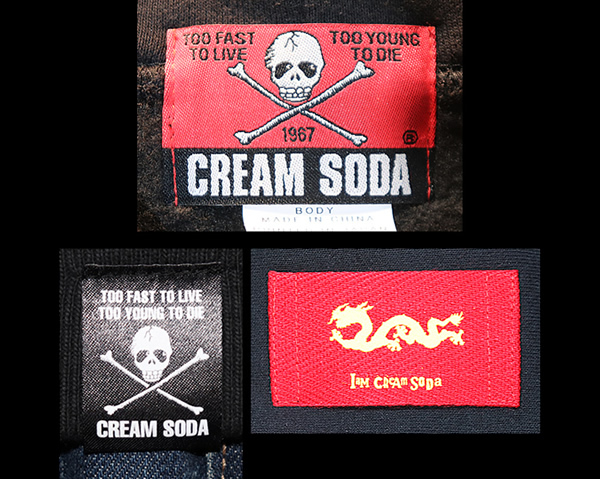 TOO FAST TOO YOUNG
TO LIVE TO DIE
1967
®
CREAM SODA
BODY
MADE IN CHINA
TOO FAST TO LIVE
TOO YOUNG TO DIE
CREAM SODA
I AM CREAM SODA